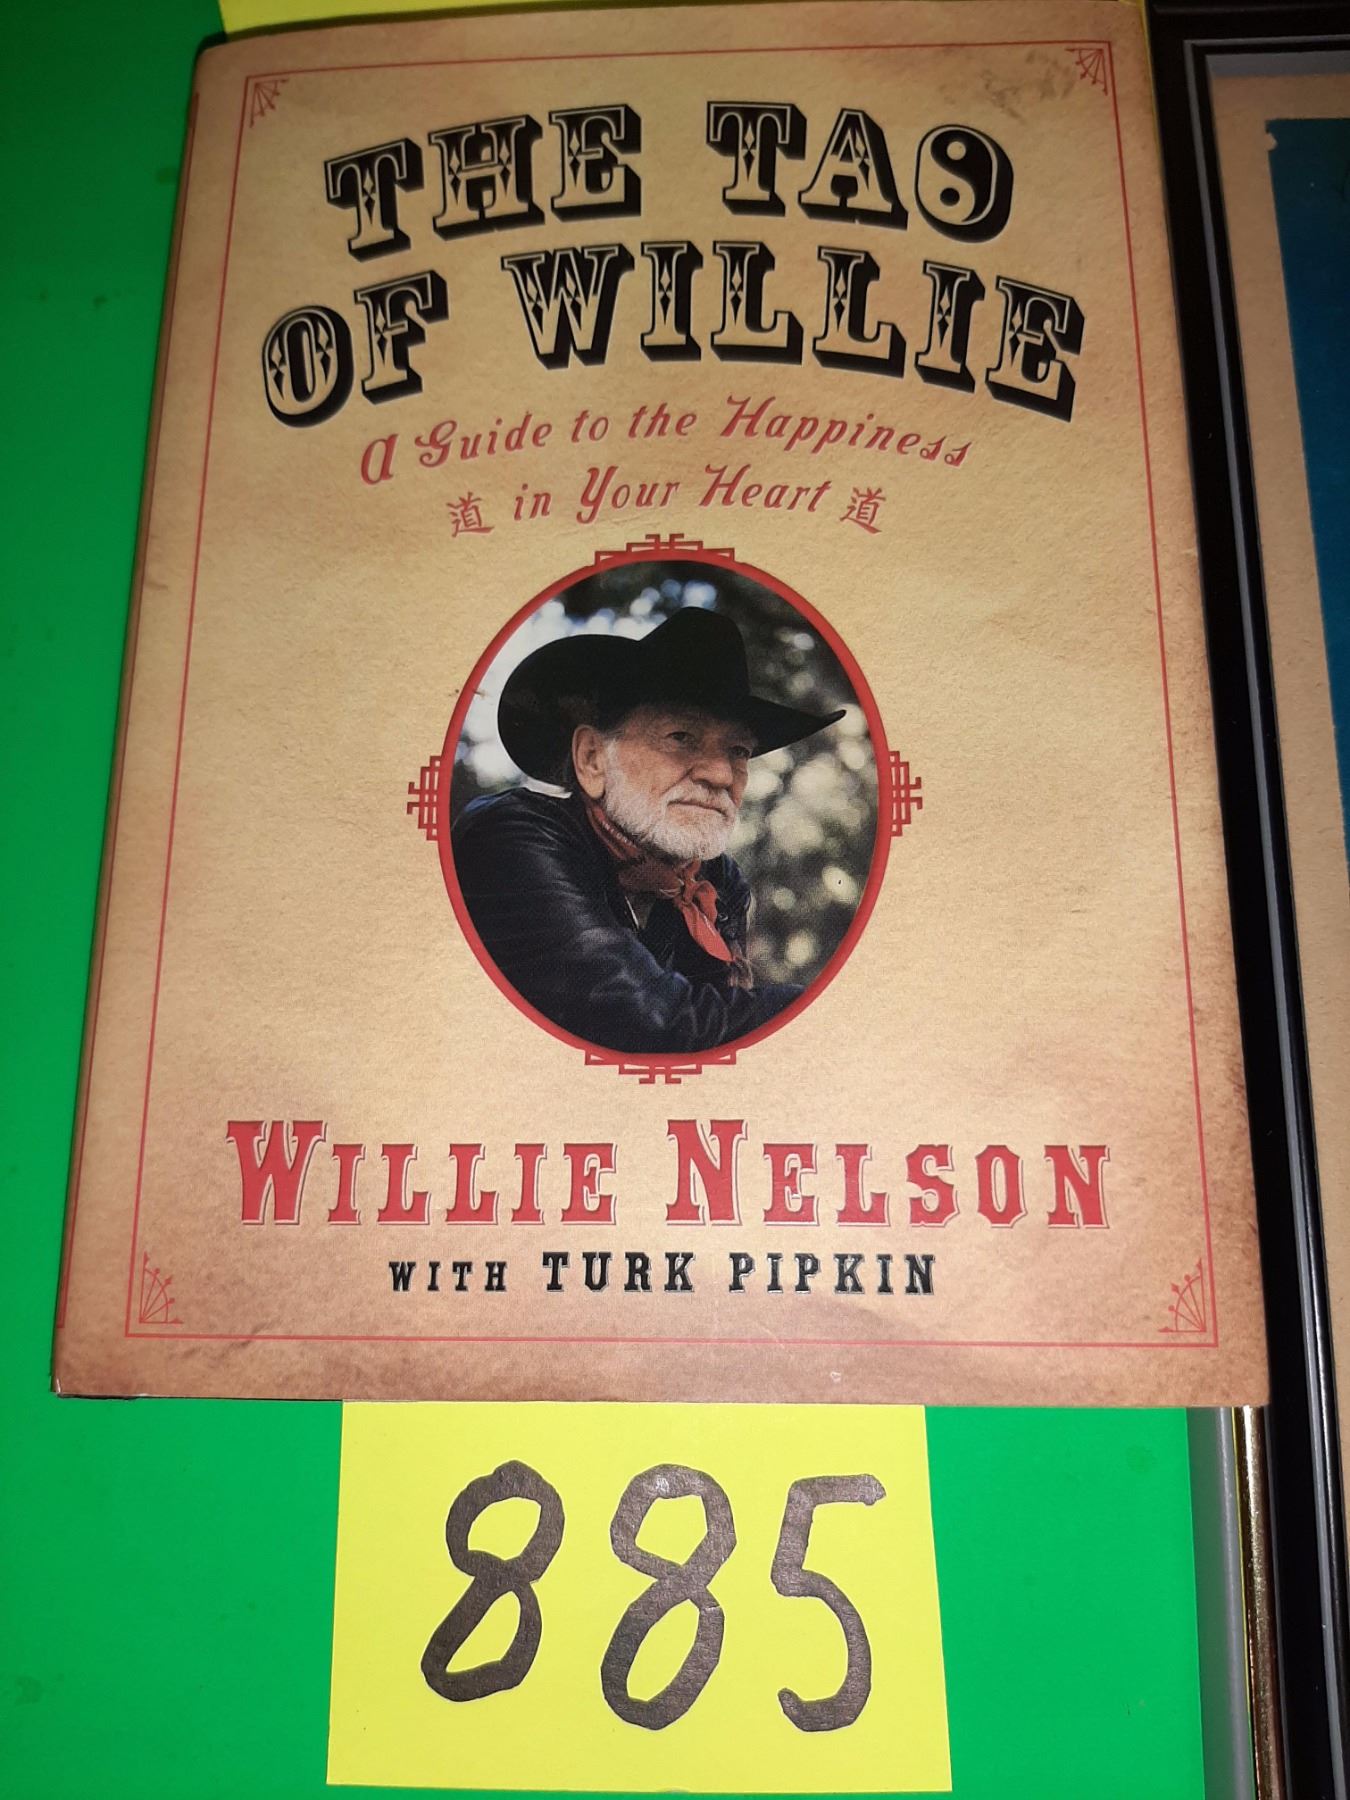 THE TAO
OF WILLIE
A Guide to the Happiness
道 in Your Heart 道
WILLIE NELSON
WITH TURK PIPKIN
885